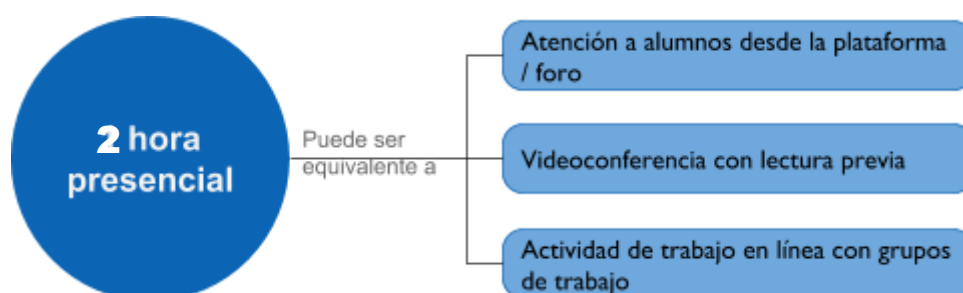 2 hora
presencial
Puede ser
equivalente a
Atención a alumnos desde la plataforma
/ foro
Videoconferencia con lectura previa
Actividad de trabajo en línea con grupos
de trabajo